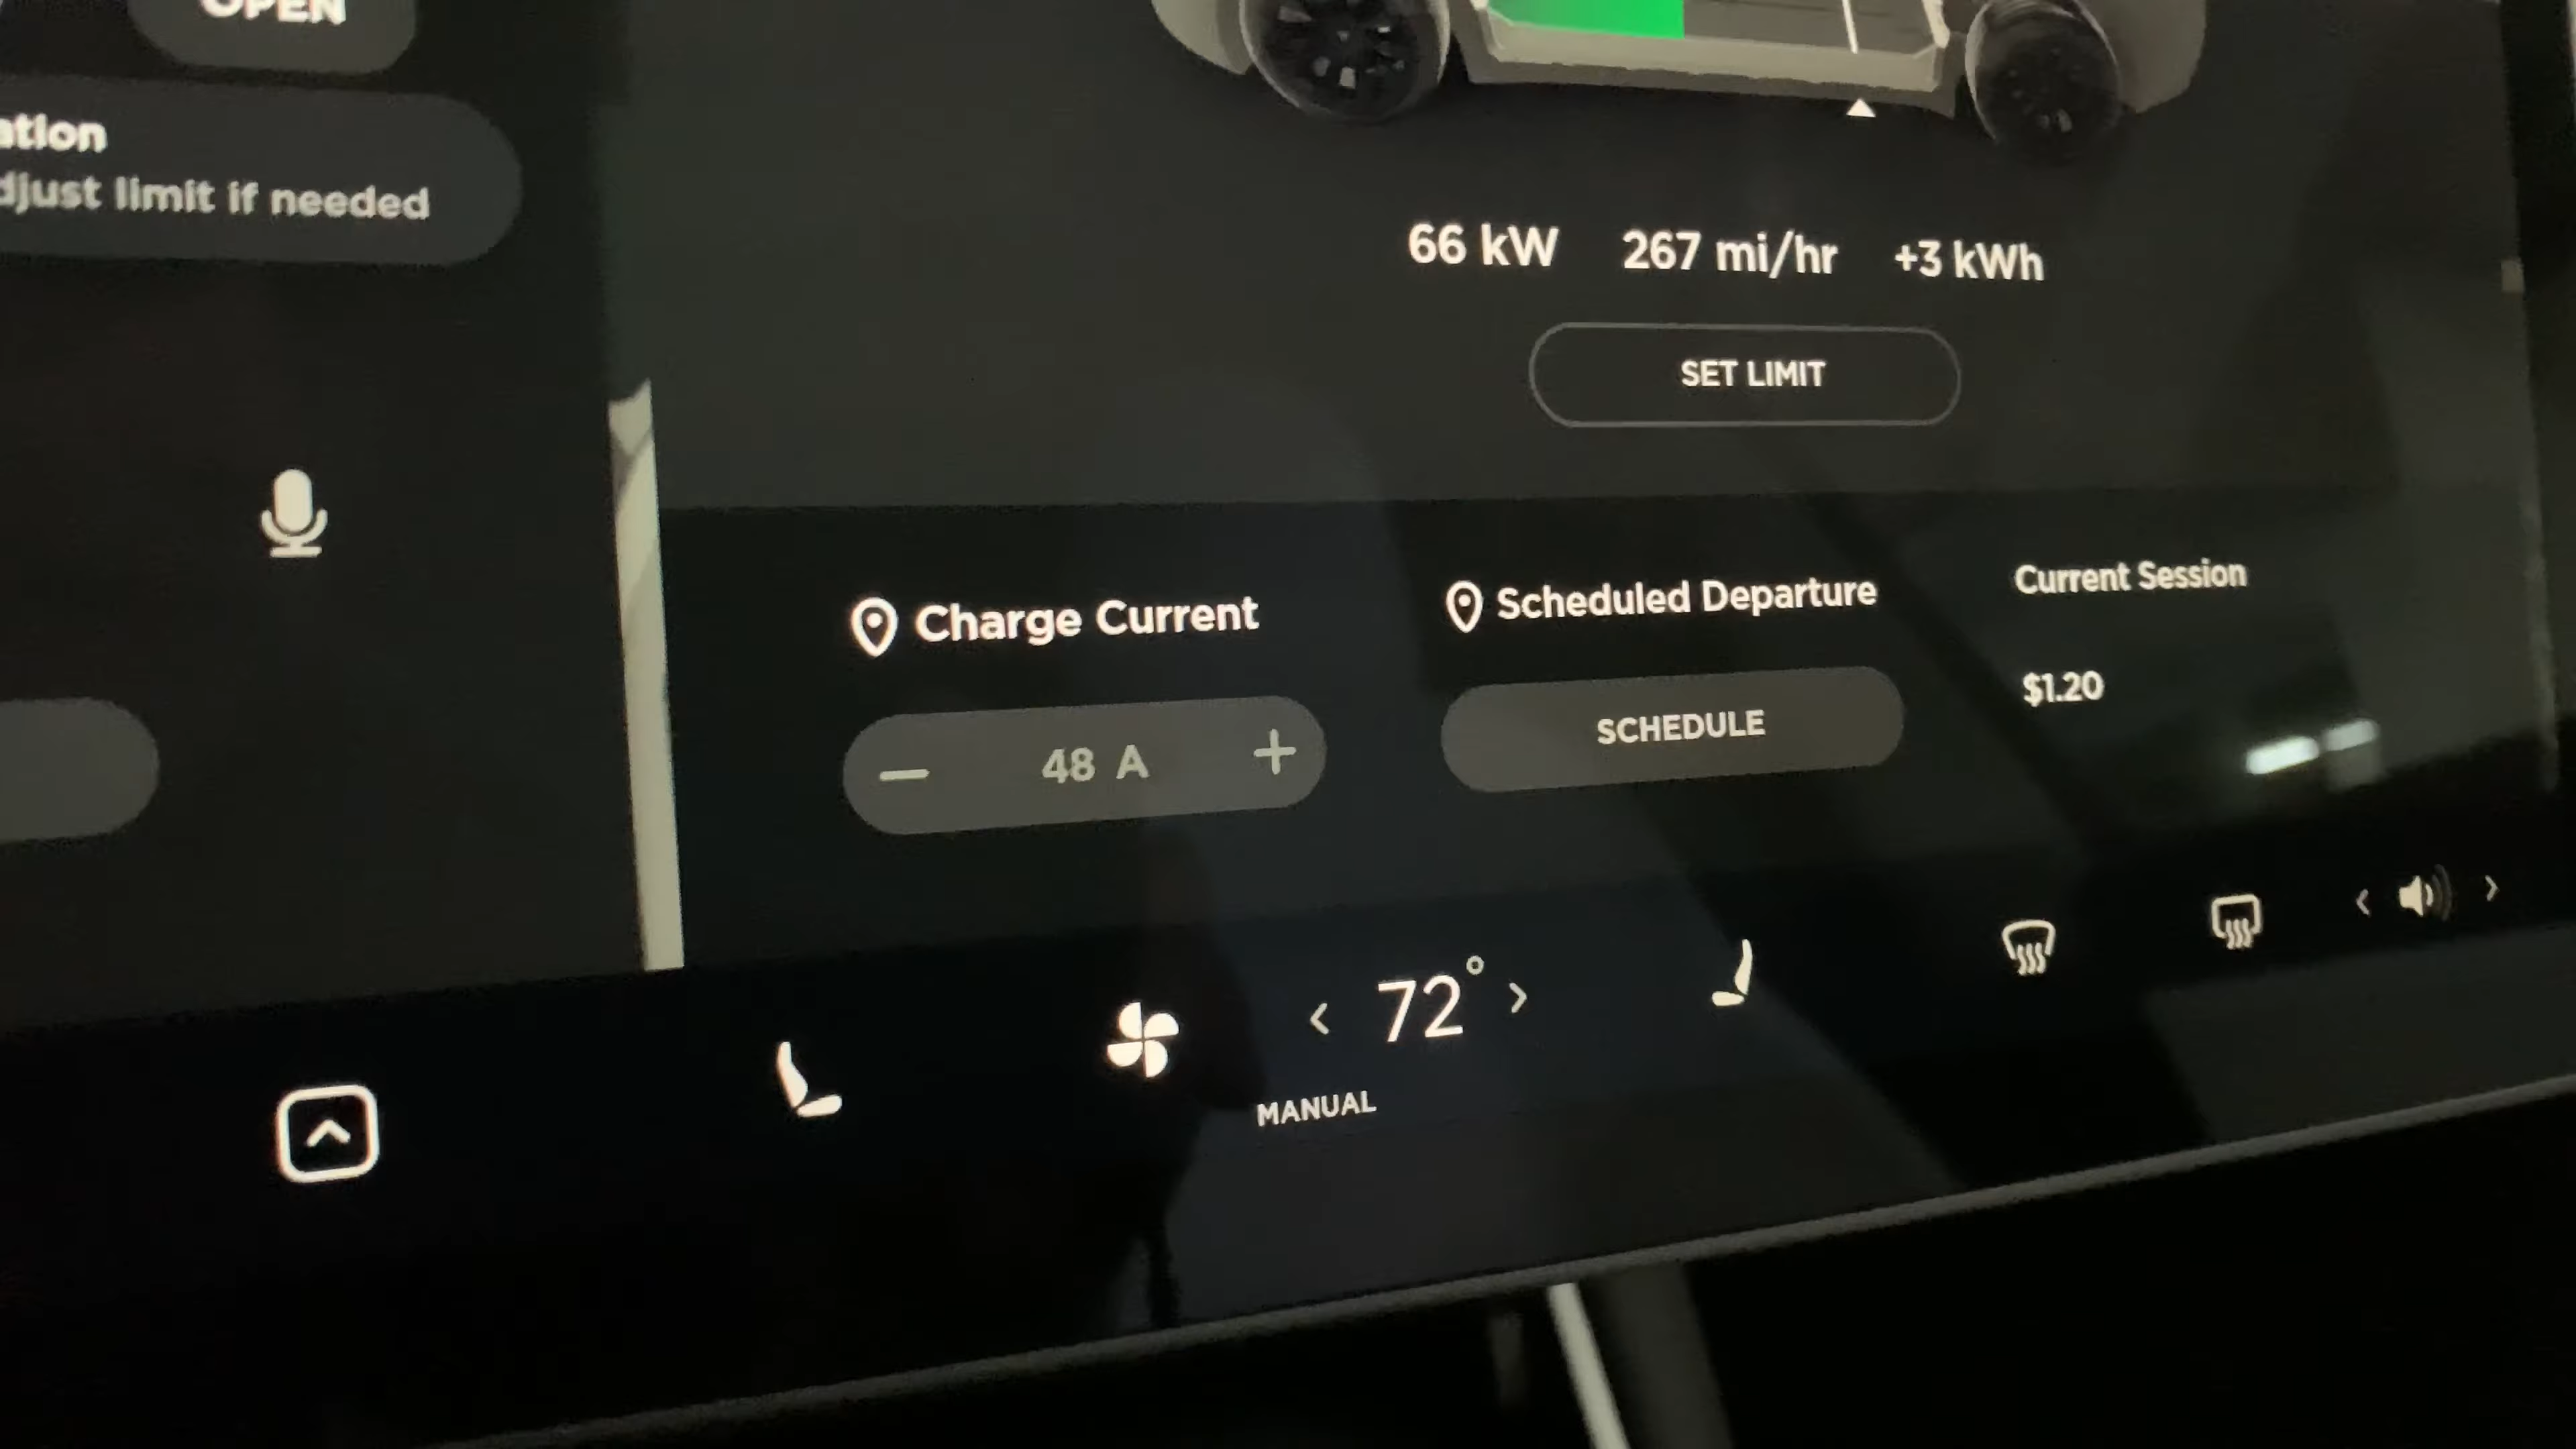 OPEN
djust limit if needed
66 kW 267 mi/hr +3 kWh
SET LIMIT
Charge Current
Scheduled Departure
Current Session
$1.20
48 A
SCHEDULE
72°
MANUAL